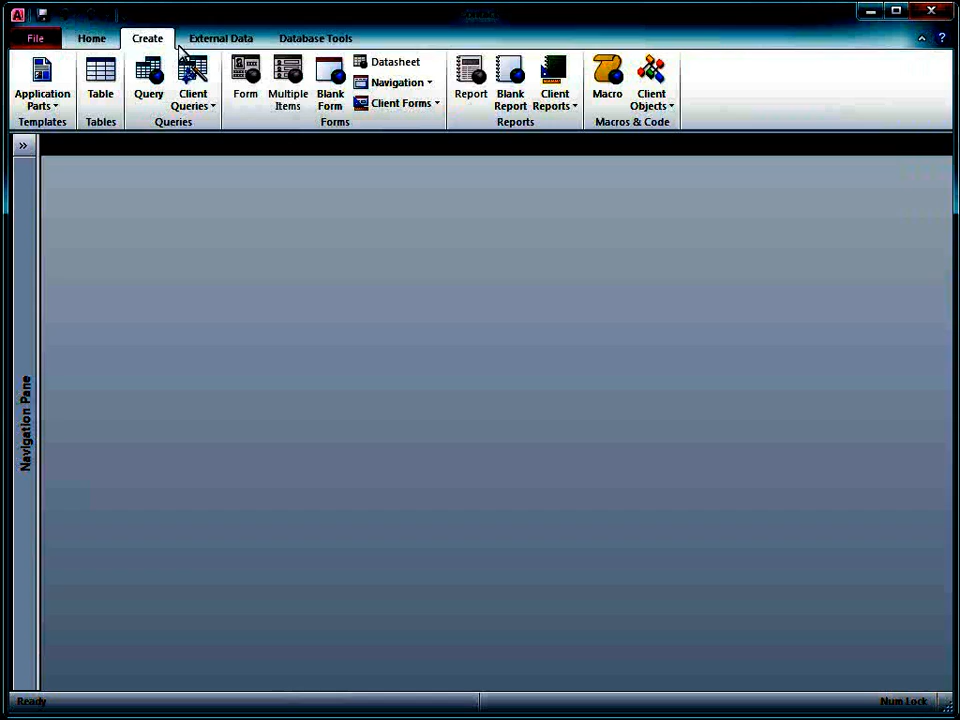 File Home Create External Data Database Tools
Application Parts
Table
Query
Client Queries
Form
Multiple Items
Blank Form
Datasheet
Navigation
Client Forms
Report
Blank Report
Client Reports
Macro
Client Objects
Templates Tables Queries Forms Reports Macros & Code
Navigation Pane
Ready Num Lock